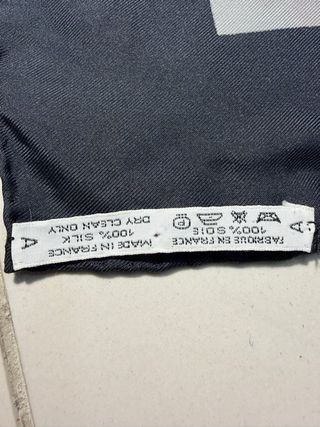 A
FABRIQUE EN FRANCE
100% SOIE
P
MADE IN FRANCE
100% SILK
DRY CLEAN ONLY
A